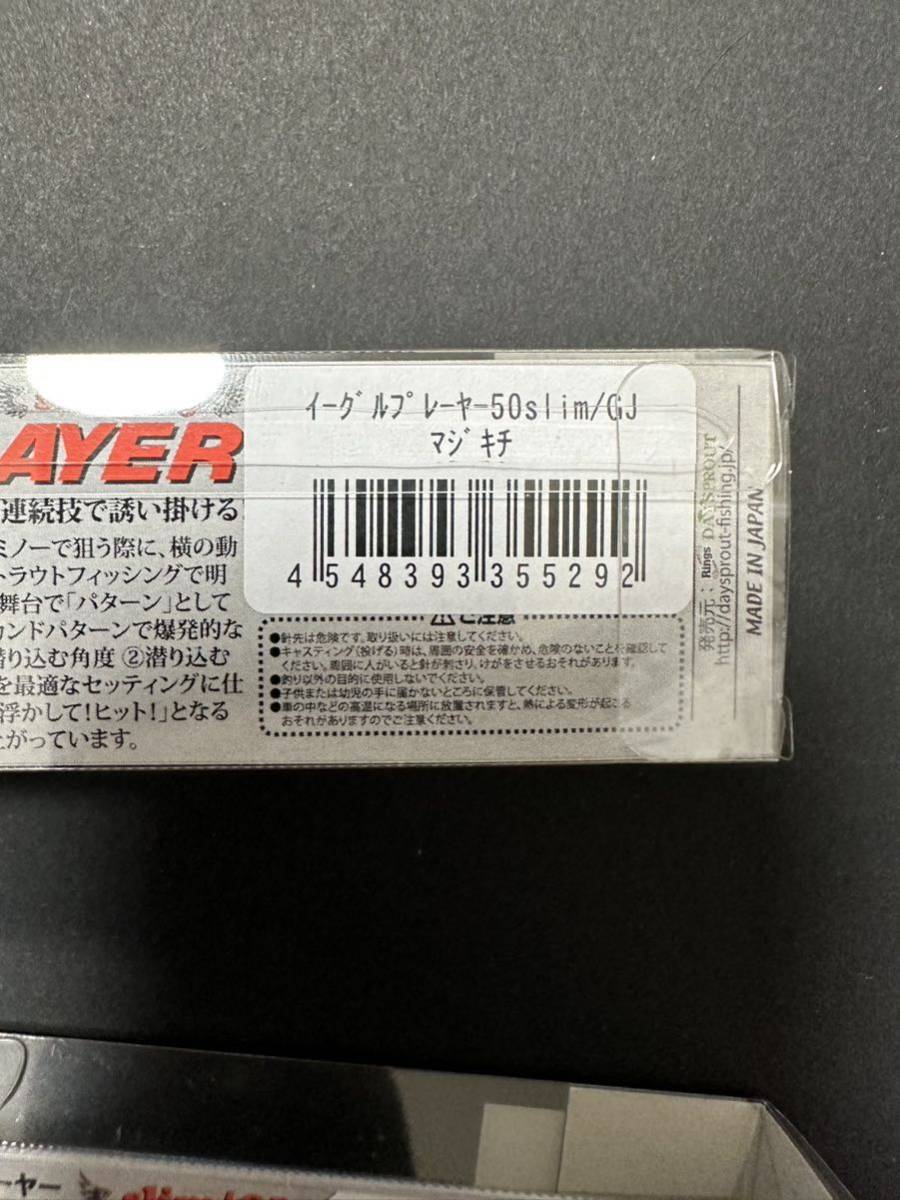 AYER
連続技で誘い掛ける
ミノーで狙う際に、横の動
トラウトフィッシングで明
舞台で「パターン」として
カンドパターンで爆発的な
潜り込む角度 ②潜り込む
を最適なセッティングに仕
浮かして!ヒット!」となる
上がっています。
ｲｰｸﾞﾙﾌﾟﾚｰﾔｰ50slim/GJ
ﾏｼﾞｷﾁ
4 548393 355292
ご注意
●針先は危険です。取り扱いには注意してください。
●キャスティング(投げる)時は、周囲の安全を確かめ、危険のないことを確認して
ください。周囲に人がいると針が刺さり、けがをさせるおそれがあります。
●釣り以外の目的に使用しないでください。
●子供または幼児の手に届かないところに保管してください。
●車の中などの高温になる場所に放置されますと、熱による変形が起こる
おそれがありますのでご注意ください。
発売元: Rings DAYSPROUT
http://daysprout-fishing.jp/
MADE IN JAPAN
ーヤー